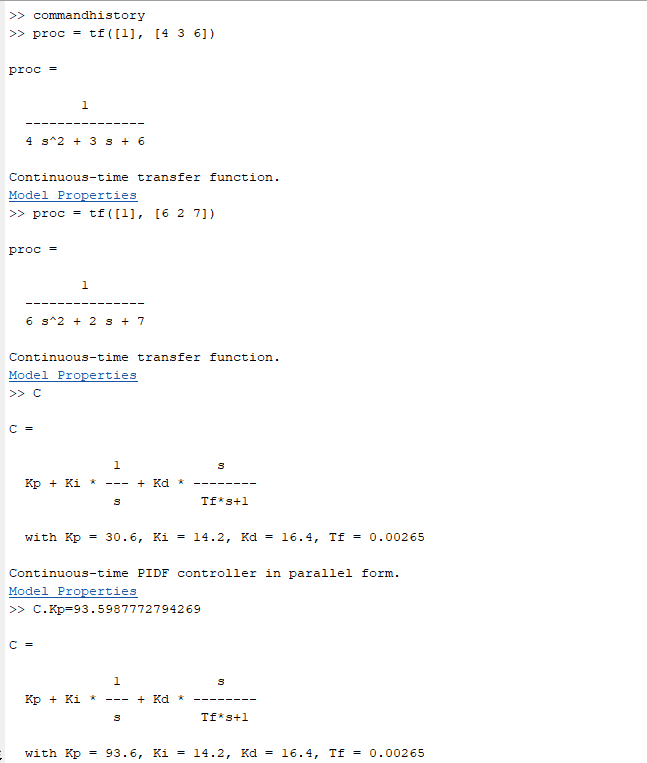 >> commandhistory
>> proc = tf([1], [4 3 6])
proc =
1
---------------
4 s^2 + 3 s + 6
Continuous-time transfer function.
Model Properties
>> proc = tf([1], [6 2 7])
proc =
1
---------------
6 s^2 + 2 s + 7
Continuous-time transfer function.
Model Properties
>> C
C =
1 s
Kp + Ki * --- + Kd * --------
s Tf*s+1
with Kp = 30.6, Ki = 14.2, Kd = 16.4, Tf = 0.00265
Continuous-time PIDF controller in parallel form.
Model Properties
>> C.Kp=93.5987772794269
C =
1 s
Kp + Ki * --- + Kd * --------
s Tf*s+1
with Kp = 93.6, Ki = 14.2, Kd = 16.4, Tf = 0.00265